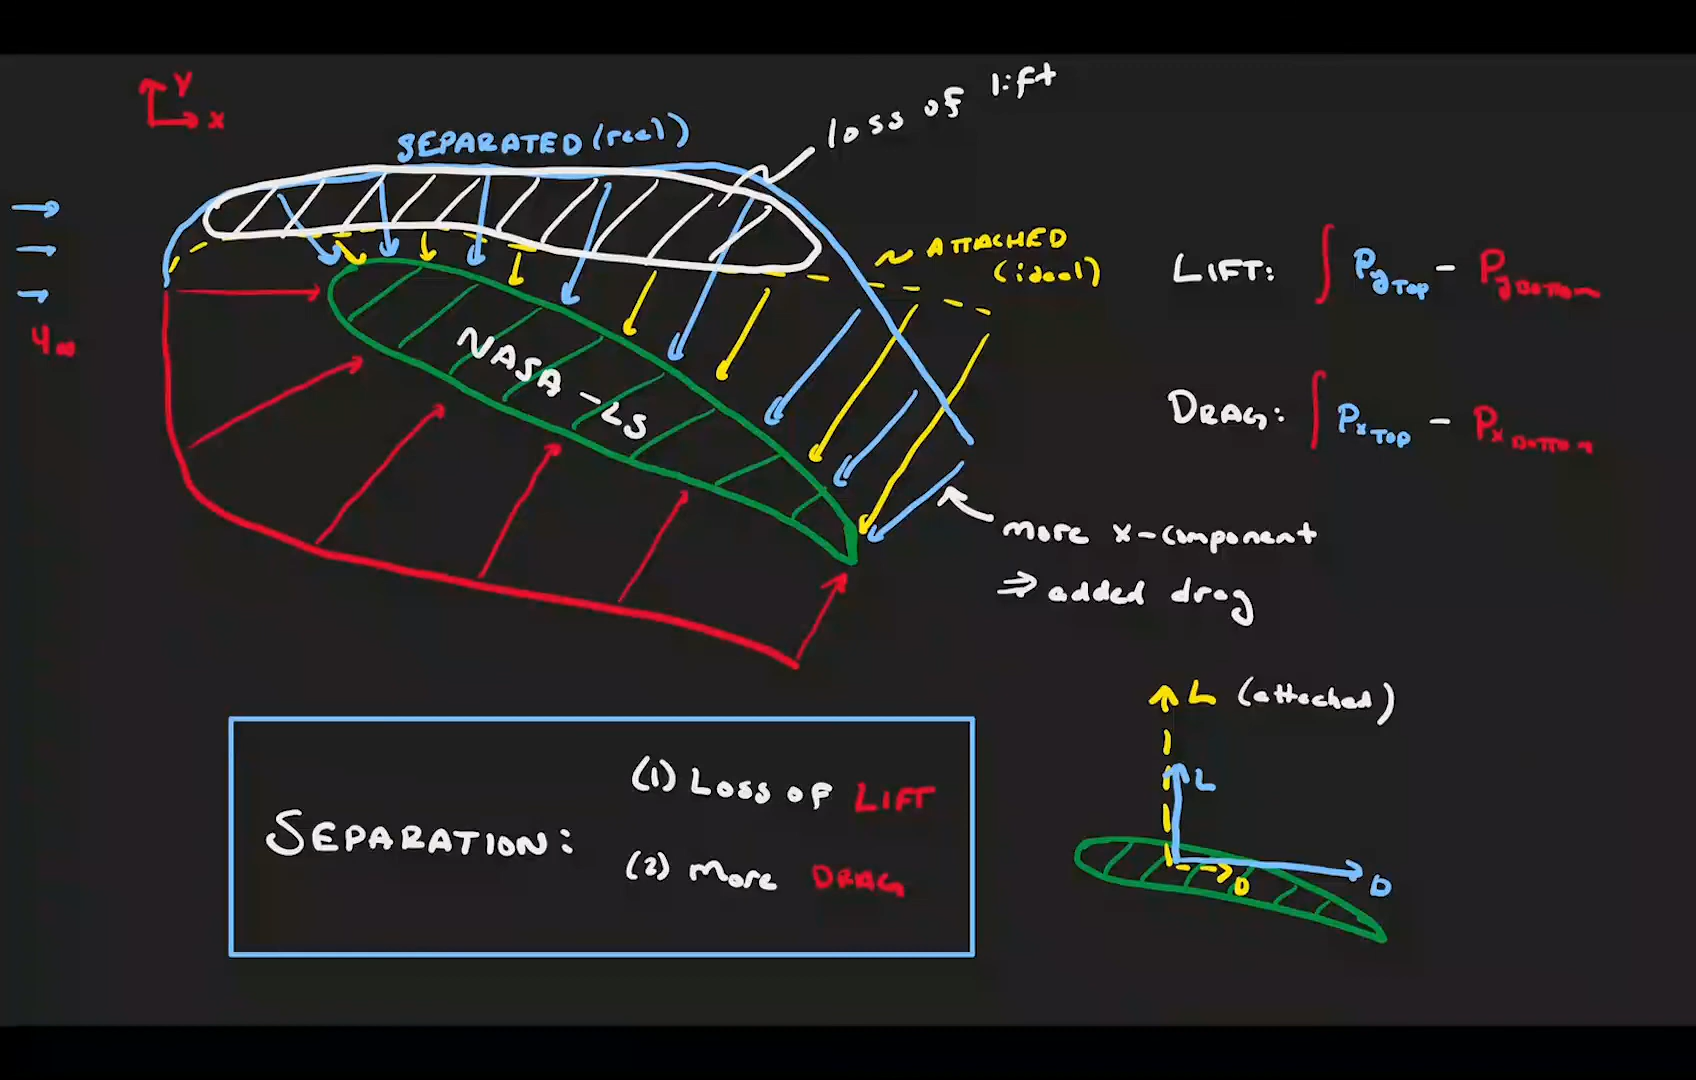 Y
x
SEPARATED (real)
loss of lift
~ ATTACHED
(ideal)
U∞
NASA-LS
LIFT: ∫ Py TOP - Py BOTTOM
DRAG: ∫ Px TOP - Px BOTTOM
more x-component
⇒ added drag
SEPARATION:
(1) Loss of LIFT
(2) More DRAG
L (attached)
L
D
D